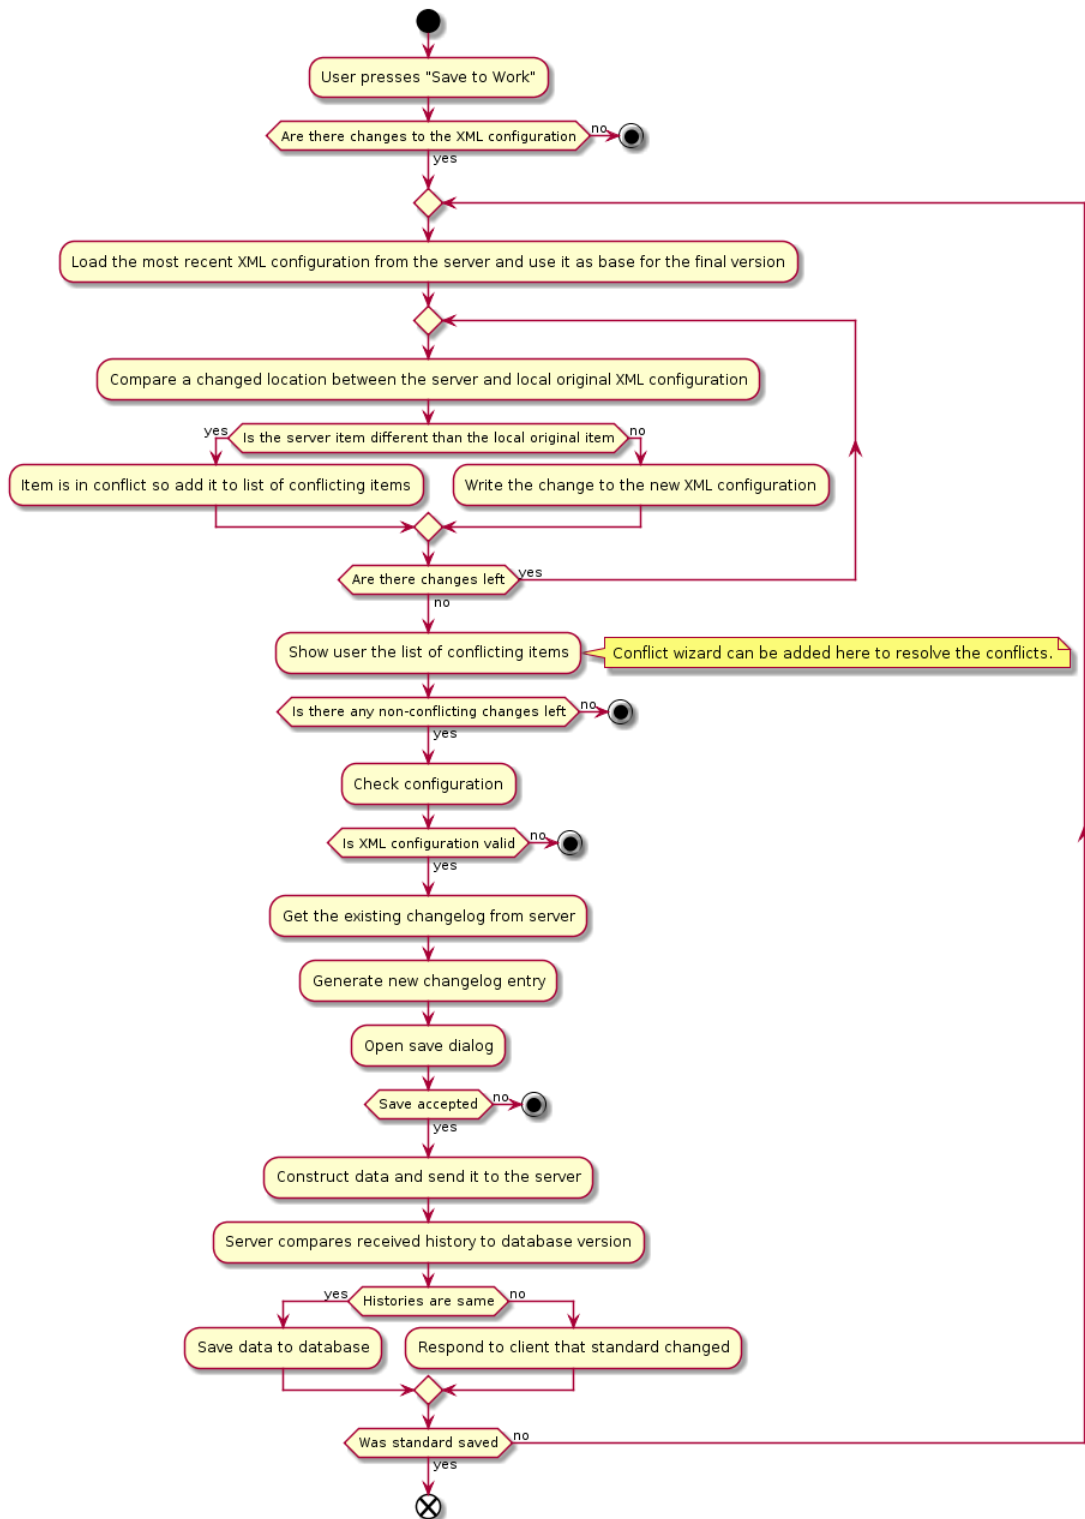 User presses "Save to Work"
Are there changes to the XML configuration
no
yes
Load the most recent XML configuration from the server and use it as base for the final version
Compare a changed location between the server and local original XML configuration
yes
Is the server item different than the local original item
no
Item is in conflict so add it to list of conflicting items
Write the change to the new XML configuration
Are there changes left
yes
no
Show user the list of conflicting items
Conflict wizard can be added here to resolve the conflicts.
Is there any non-conflicting changes left
no
yes
Check configuration
Is XML configuration valid
no
yes
Get the existing changelog from server
Generate new changelog entry
Open save dialog
Save accepted
no
yes
Construct data and send it to the server
Server compares received history to database version
yes
Histories are same
no
Save data to database
Respond to client that standard changed
Was standard saved
no
yes